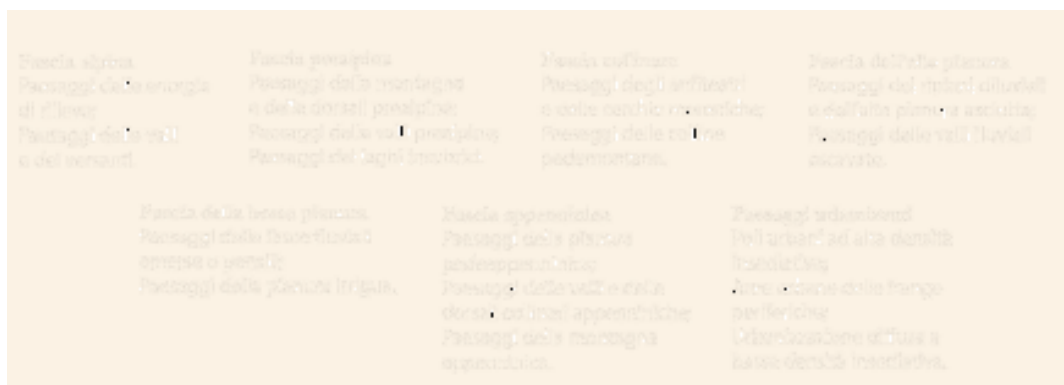 Fascia alpina
Paesaggi delle energie
di rilievo;
Paesaggi delle valli
e dei versanti.
Fascia prealpina
Paesaggi della montagna
e delle dorsali prealpine;
Paesaggi delle valli prealpine;
Paesaggi dei laghi insubrici.
Fascia collinare
Paesaggi degli anfiteatri
e delle cerchie moreniche;
Paesaggi delle colline
pedemontane.
Fascia dell'alta pianura
Paesaggi dei ripiani diluviali
e dell'alta pianura asciutta;
Paesaggi delle valli fluviali
escavate.
Fascia della bassa pianura.
Paesaggi delle fasce fluviali
Paesaggi della pianura irrigua.
Fascia appenninica
Paesaggi della pianura
pedeappenninica;
Paesaggi delle valli e delle
dorsali collinari appenniniche;
Paesaggi della montagna
appenninica.
Paesaggi urbanizzati
Poli urbani ad alta densità
insediativa;
Aree urbane delle frange
periferiche;
Urbanizzazione diffusa a
bassa densità insediativa.